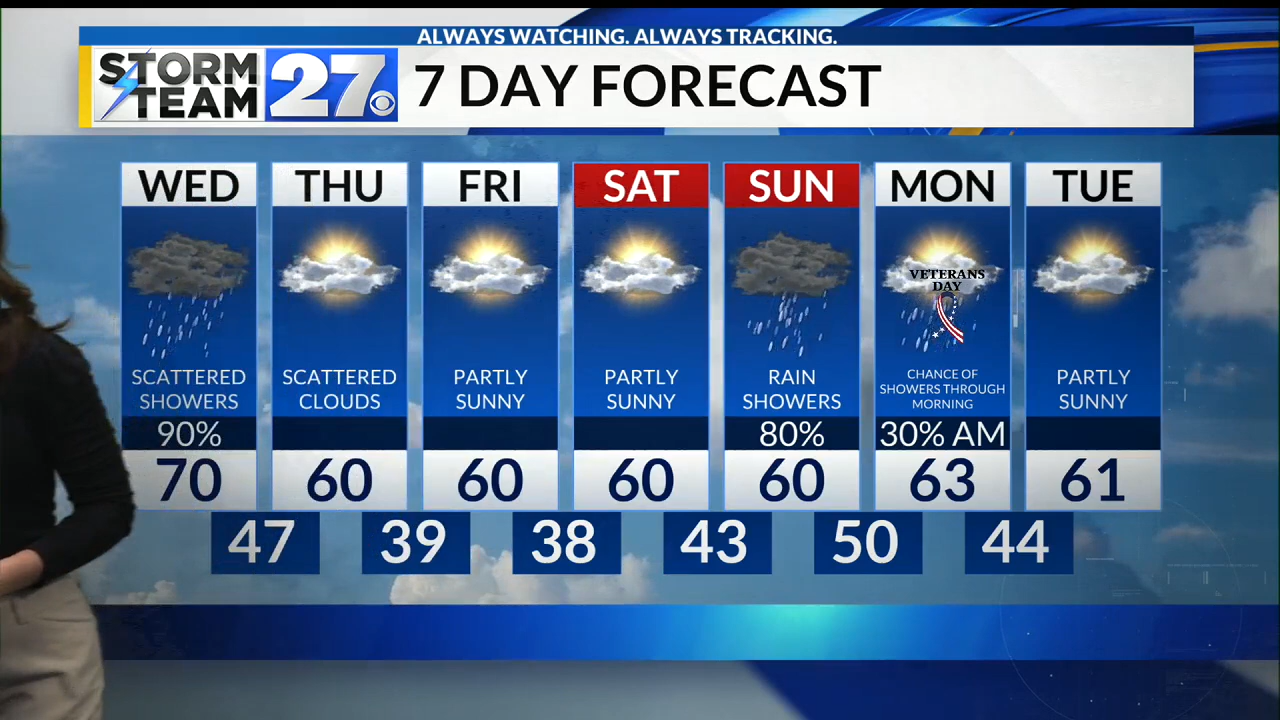 ALWAYS WATCHING. ALWAYS TRACKING.
STORM
TEAM
27
7 DAY FORECAST
WED
THU
FRI
SAT
SUN
MON
TUE
VETERANS
DAY
SCATTERED
SHOWERS
SCATTERED
CLOUDS
PARTLY
SUNNY
PARTLY
SUNNY
RAIN
SHOWERS
CHANCE OF
SHOWERS THROUGH
MORNING
PARTLY
SUNNY
90%
80%
30% AM
70
60
60
60
60
63
61
47
39
38
43
50
44